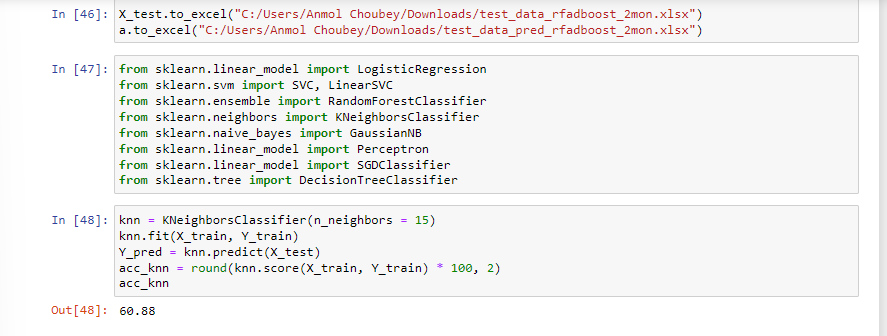 In [46]: X_test.to_excel("C:/Users/Anmol Choubey/Downloads/test_data_rfadboost_2mon.xlsx")
a.to_excel("C:/Users/Anmol Choubey/Downloads/test_data_pred_rfadboost_2mon.xlsx")
In [47]: from sklearn.linear_model import LogisticRegression
from sklearn.svm import SVC, LinearSVC
from sklearn.ensemble import RandomForestClassifier
from sklearn.neighbors import KNeighborsClassifier
from sklearn.naive_bayes import GaussianNB
from sklearn.linear_model import Perceptron
from sklearn.linear_model import SGDClassifier
from sklearn.tree import DecisionTreeClassifier
In [48]: knn = KNeighborsClassifier(n_neighbors = 15)
knn.fit(X_train, Y_train)
Y_pred = knn.predict(X_test)
acc_knn = round(knn.score(X_train, Y_train) * 100, 2)
acc_knn
Out[48]: 60.88